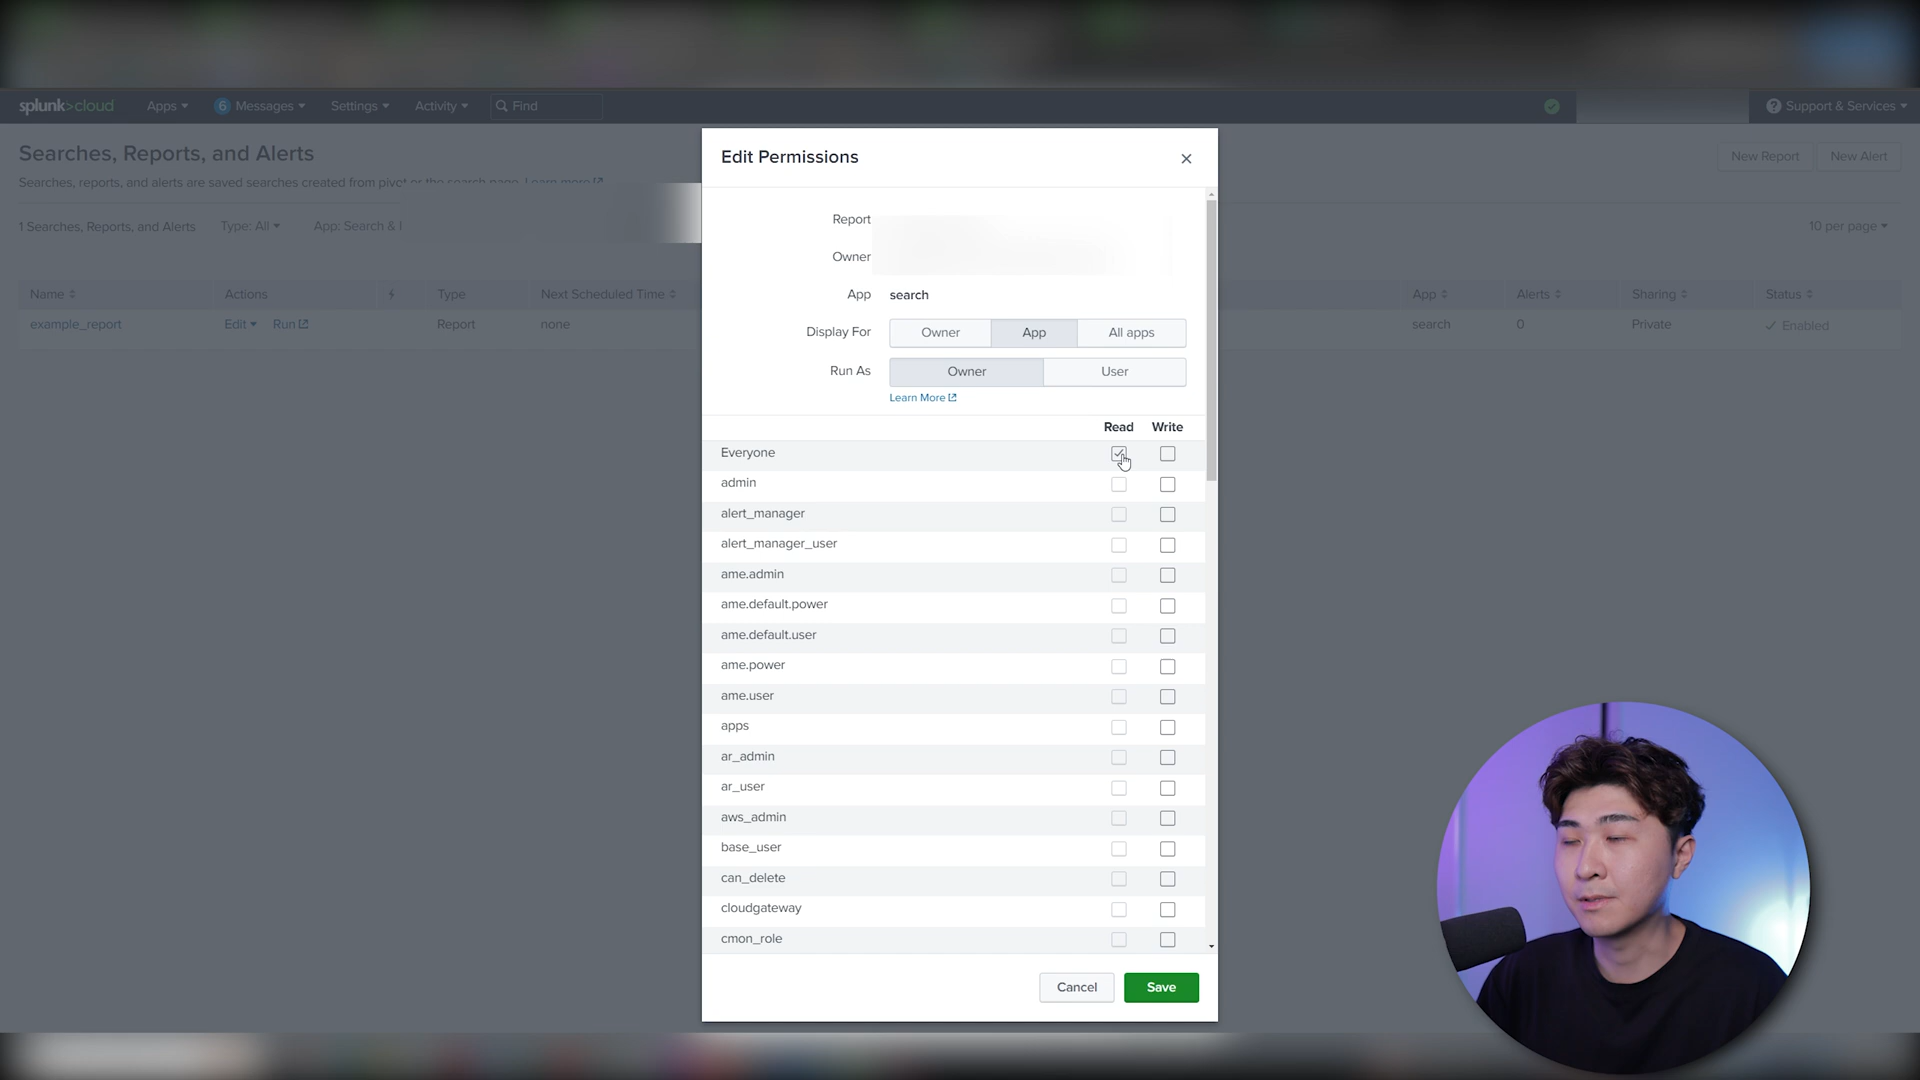 splunk>cloud Apps 6 Messages Settings Activity Find Support & Services
Searches, Reports, and Alerts
New Report New Alert
Searches, reports, and alerts are saved searches created from pivot or the search page. Learn more
1 Searches, Reports, and Alerts Type: All App: Search &
10 per page
Name Actions Type Next Scheduled Time App Alerts Sharing Status
example_report Edit Run Report none search 0 Private Enabled
Edit Permissions
Report
Owner
App search
Display For Owner App All apps
Run As Owner User
Learn More
Read Write
Everyone
admin
alert_manager
alert_manager_user
ame.admin
ame.default.power
ame.default.user
ame.power
ame.user
apps
ar_admin
ar_user
aws_admin
base_user
can_delete
cloudgateway
cmon_role
Cancel Save